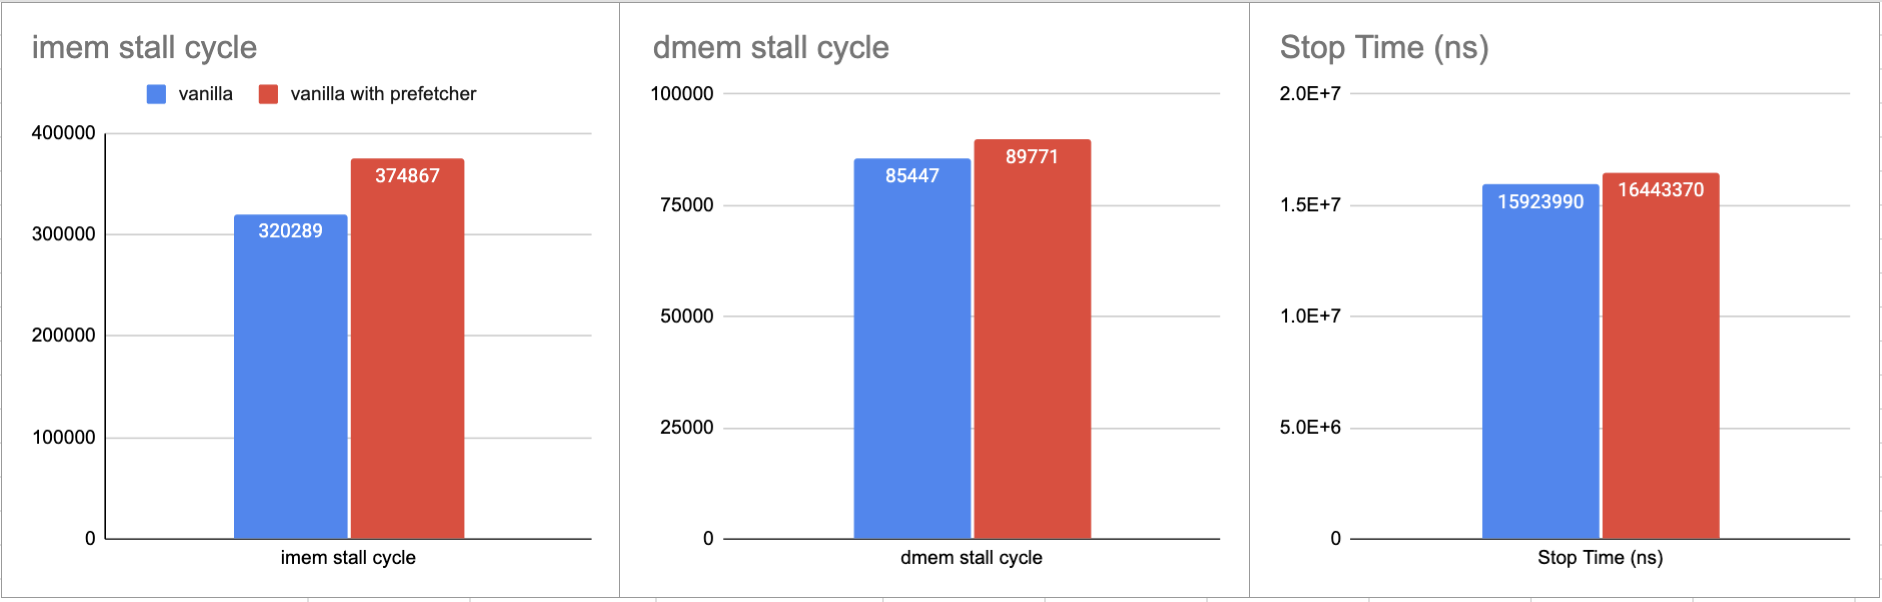 imem stall cycle
vanilla
vanilla with prefetcher
400000
300000
200000
100000
0
320289
374867
imem stall cycle
dmem stall cycle
100000
75000
50000
25000
0
85447
89771
dmem stall cycle
Stop Time (ns)
2.0E+7
1.5E+7
1.0E+7
5.0E+6
0
15923990
16443370
Stop Time (ns)